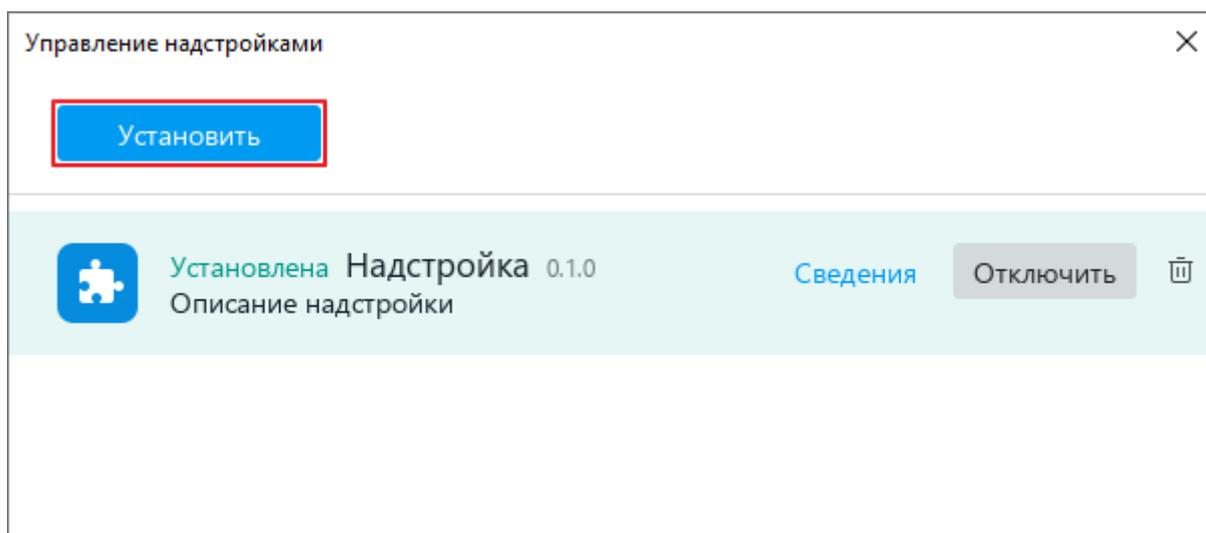 Управление надстройками
Установить
Установлена Надстройка 0.1.0 Сведения Отключить
Описание надстройки